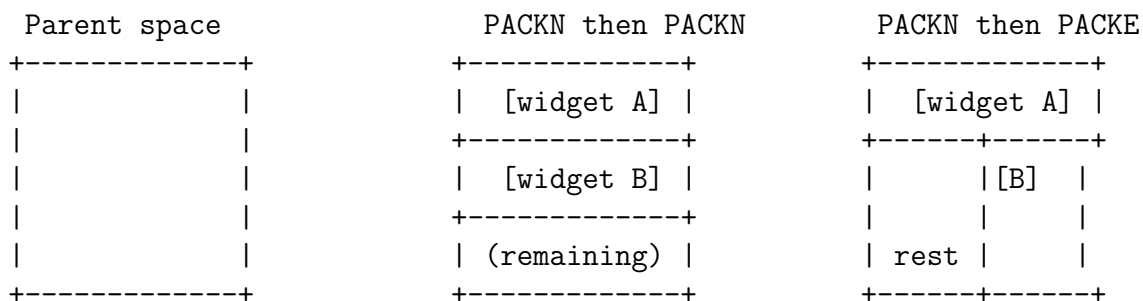 Parent space                 PACKN then PACKN        PACKN then PACKE
+-------------+            +-------------+          +-------------+
|             |            |  [widget A] |          |  [widget A] |
|             |            +-------------+          +------+------+
|             |            |  [widget B] |          |      |[B]   |
|             |            +-------------+          |      |      |
|             |            | (remaining) |          | rest |      |
+-------------+            +-------------+          +------+------+